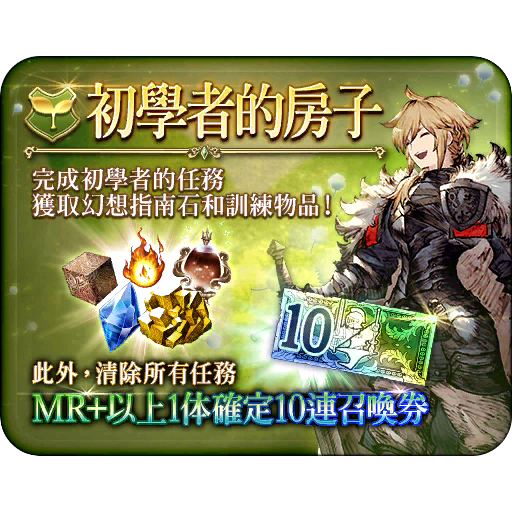 初學者的房子
完成初學者的任務
獲取幻想指南石和訓練物品！
10
此外，清除所有任務
MR+以上1体確定10連召喚券